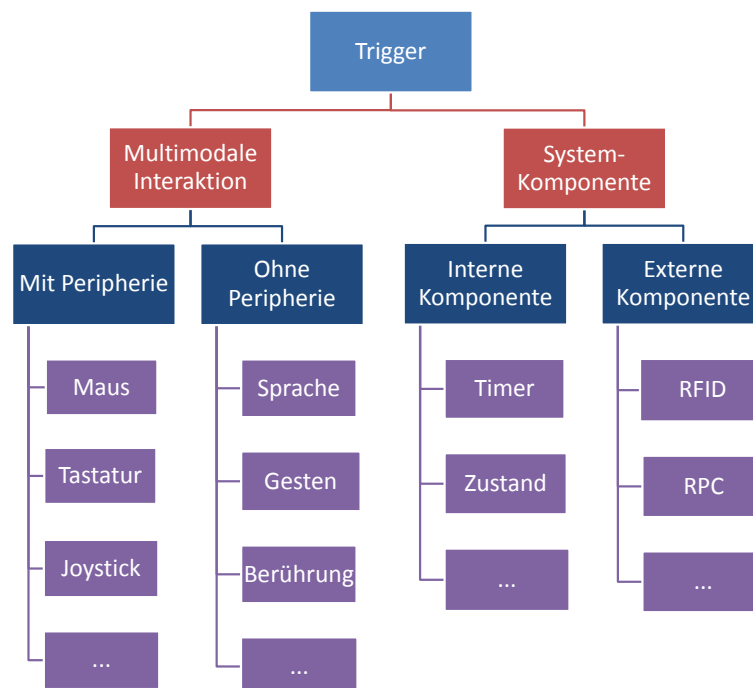 Trigger
Multimodale
Interaktion
System-
Komponente
Mit Peripherie
Ohne
Peripherie
Interne
Komponente
Externe
Komponente
Maus
Sprache
Timer
RFID
Tastatur
Gesten
Zustand
RPC
Joystick
Berührung
...
...
...
...